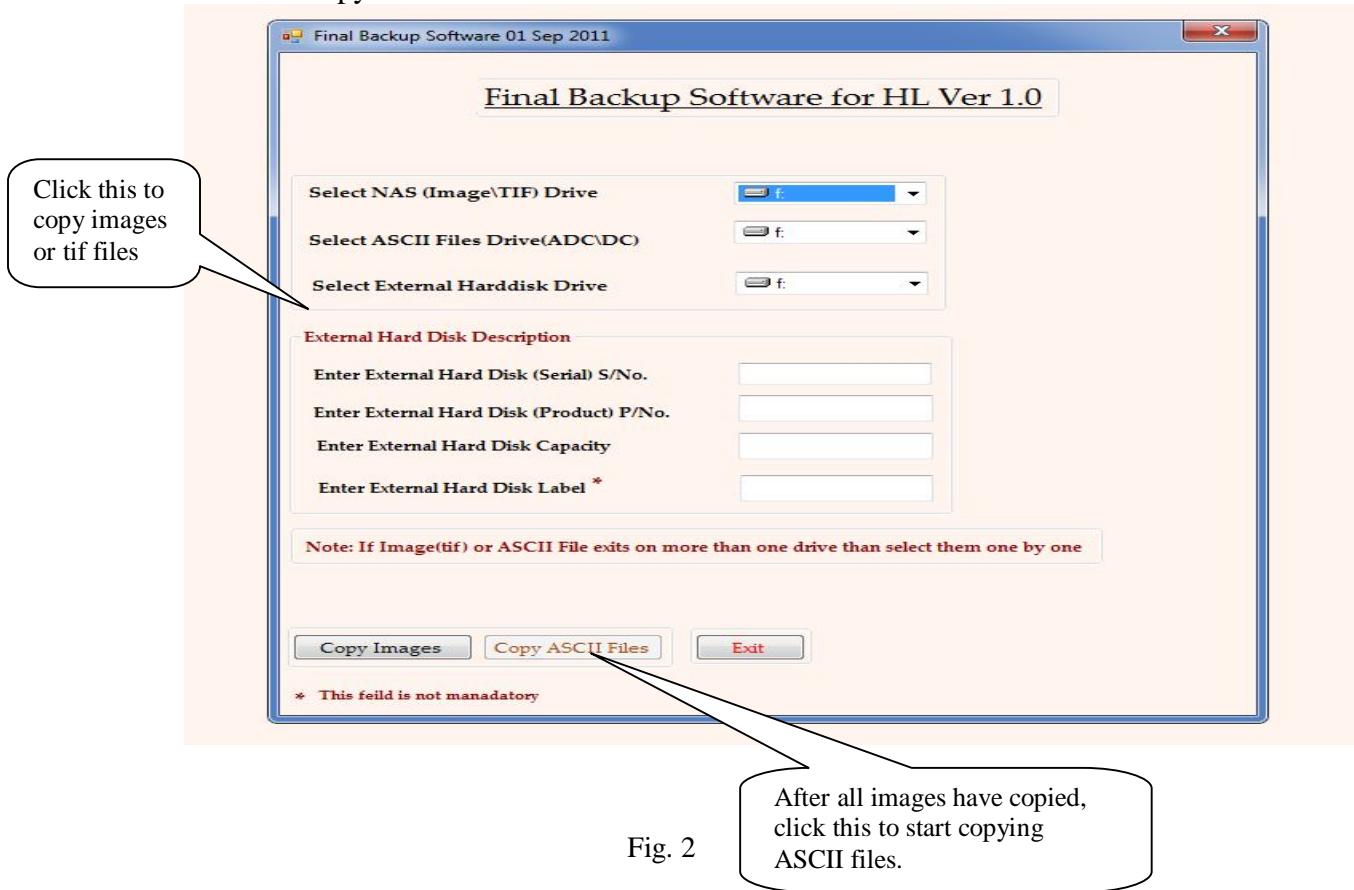 Final Backup Software 01 Sep 2011
Final Backup Software for HL Ver 1.0
Click this to
copy images
or tif files
Select NAS (Image\TIF) Drive f:
Select ASCII Files Drive(ADC\DC) f:
Select External Harddisk Drive f:
External Hard Disk Description
Enter External Hard Disk (Serial) S/No.
Enter External Hard Disk (Product) P/No.
Enter External Hard Disk Capacity
Enter External Hard Disk Label *
Note: If Image(tif) or ASCII File exits on more than one drive than select them one by one
Copy Images Copy ASCII Files Exit
* This feild is not manadatory
After all images have copied,
click this to start copying
ASCII files.
Fig. 2